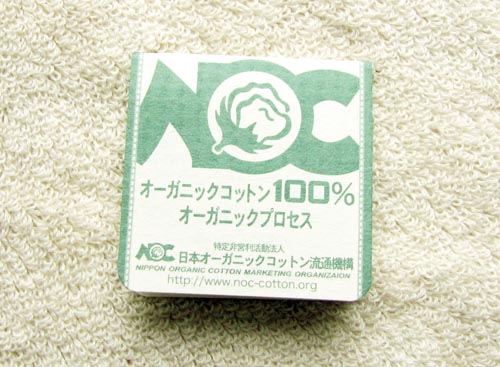 NOC
オーガニックコットン100%
オーガニックプロセス
特定非営利活動法人
NOC 日本オーガニックコットン流通機構
NIPPON ORGANIC COTTON MARKETING ORGANIZAION
http://www.noc-cotton.org